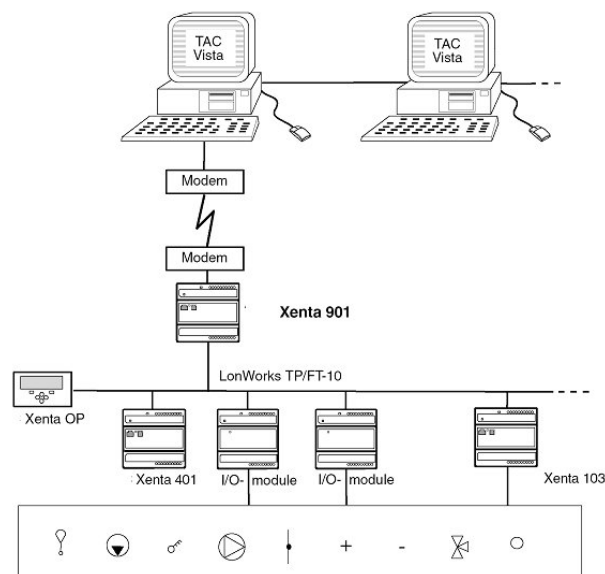 TAC
Vista
TAC
Vista
Modem
Modem
Xenta 901
LonWorks TP/FT-10
Xenta OP
Xenta 401
I/O- module
I/O- module
Xenta 103
+
-